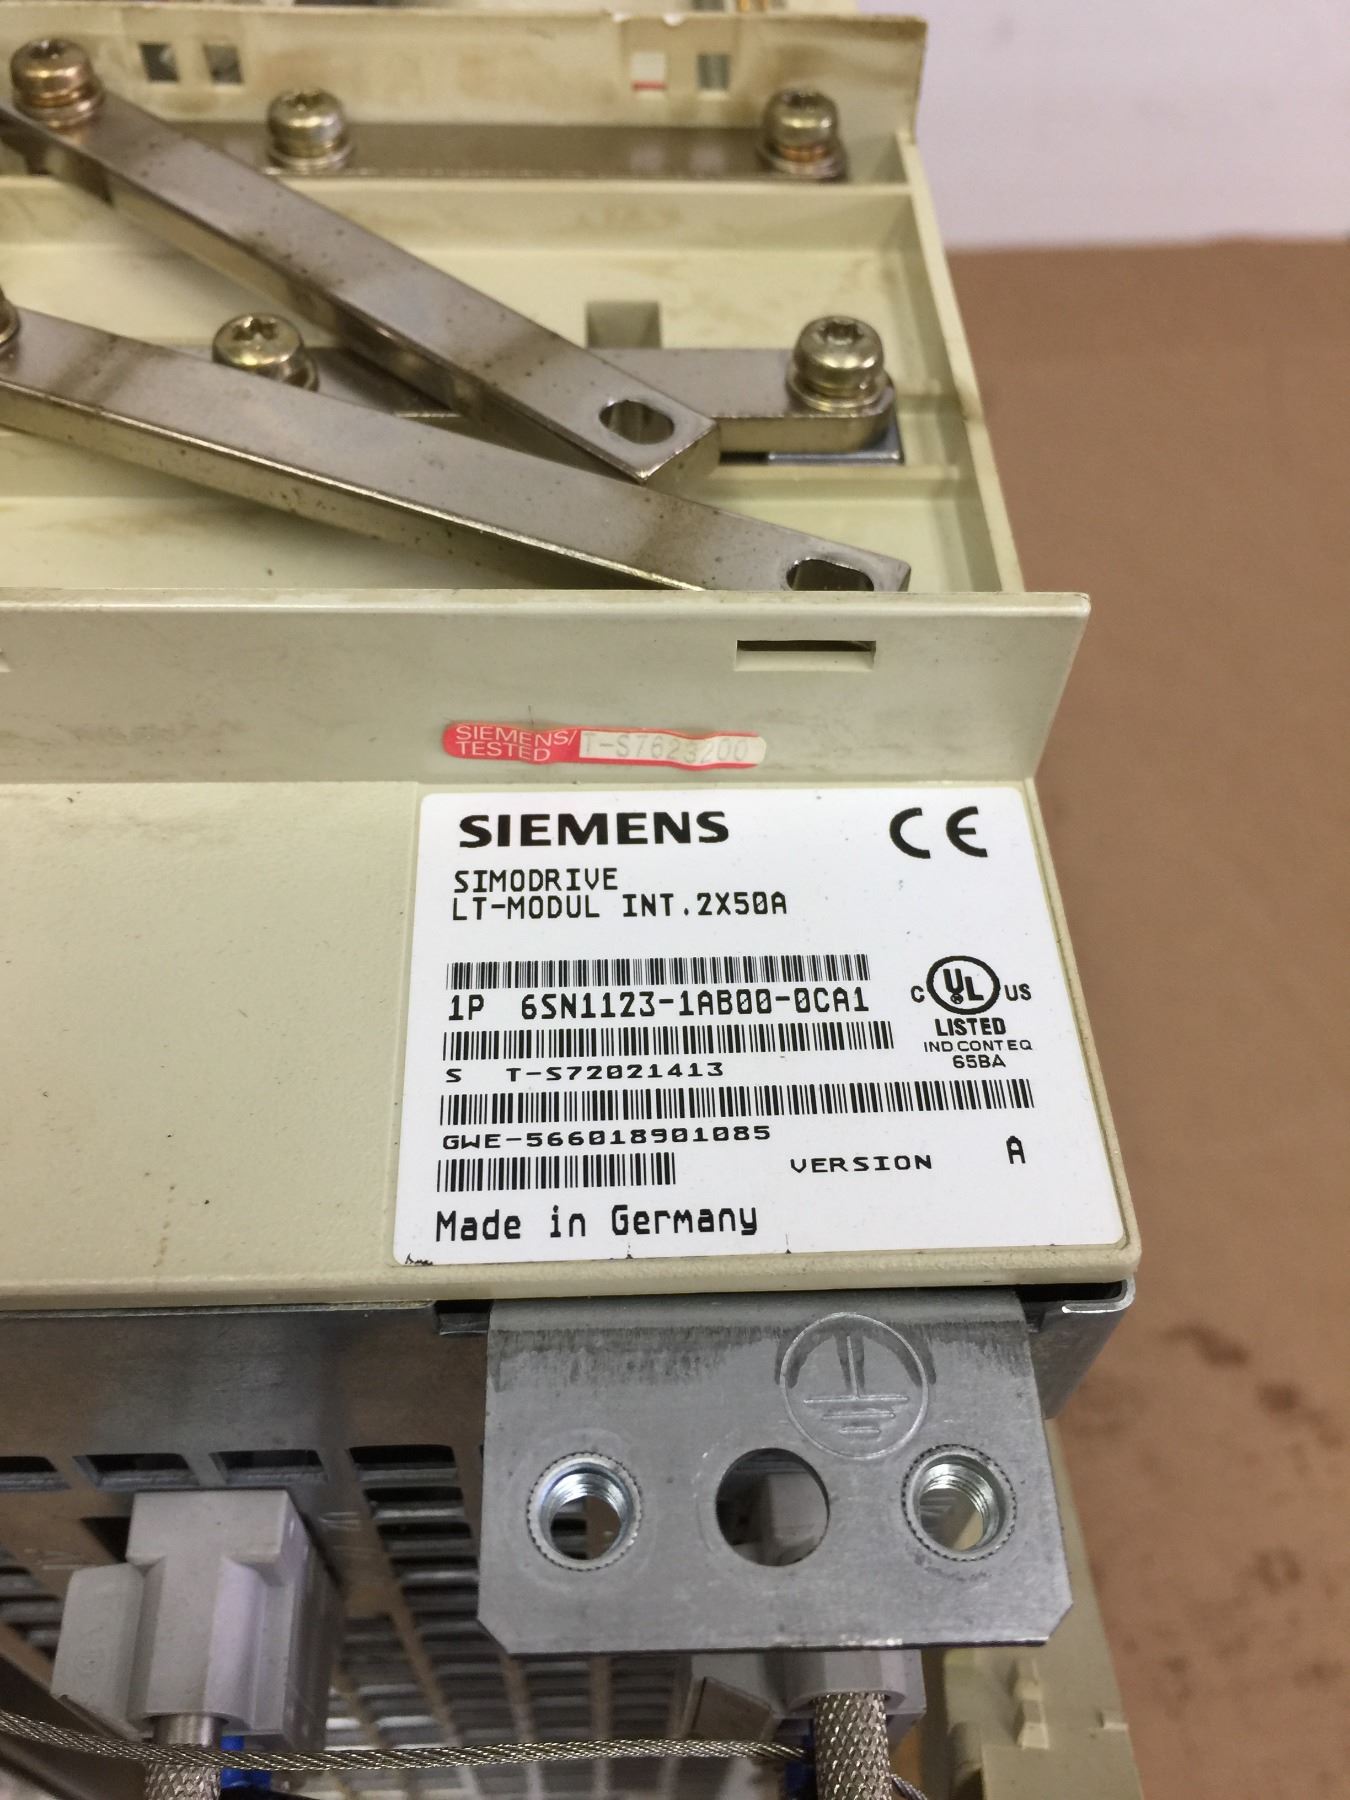 SIEMENS/
TESTED T-S7623200
SIEMENS CE
SIMODRIVE
LT-MODUL INT.2X50A
1P 6SN1123-1AB00-0CA1
C UL US
LISTED
IND CONT EQ
65BA
S T-S72021413
GWE-566018901085
VERSION A
Made in Germany